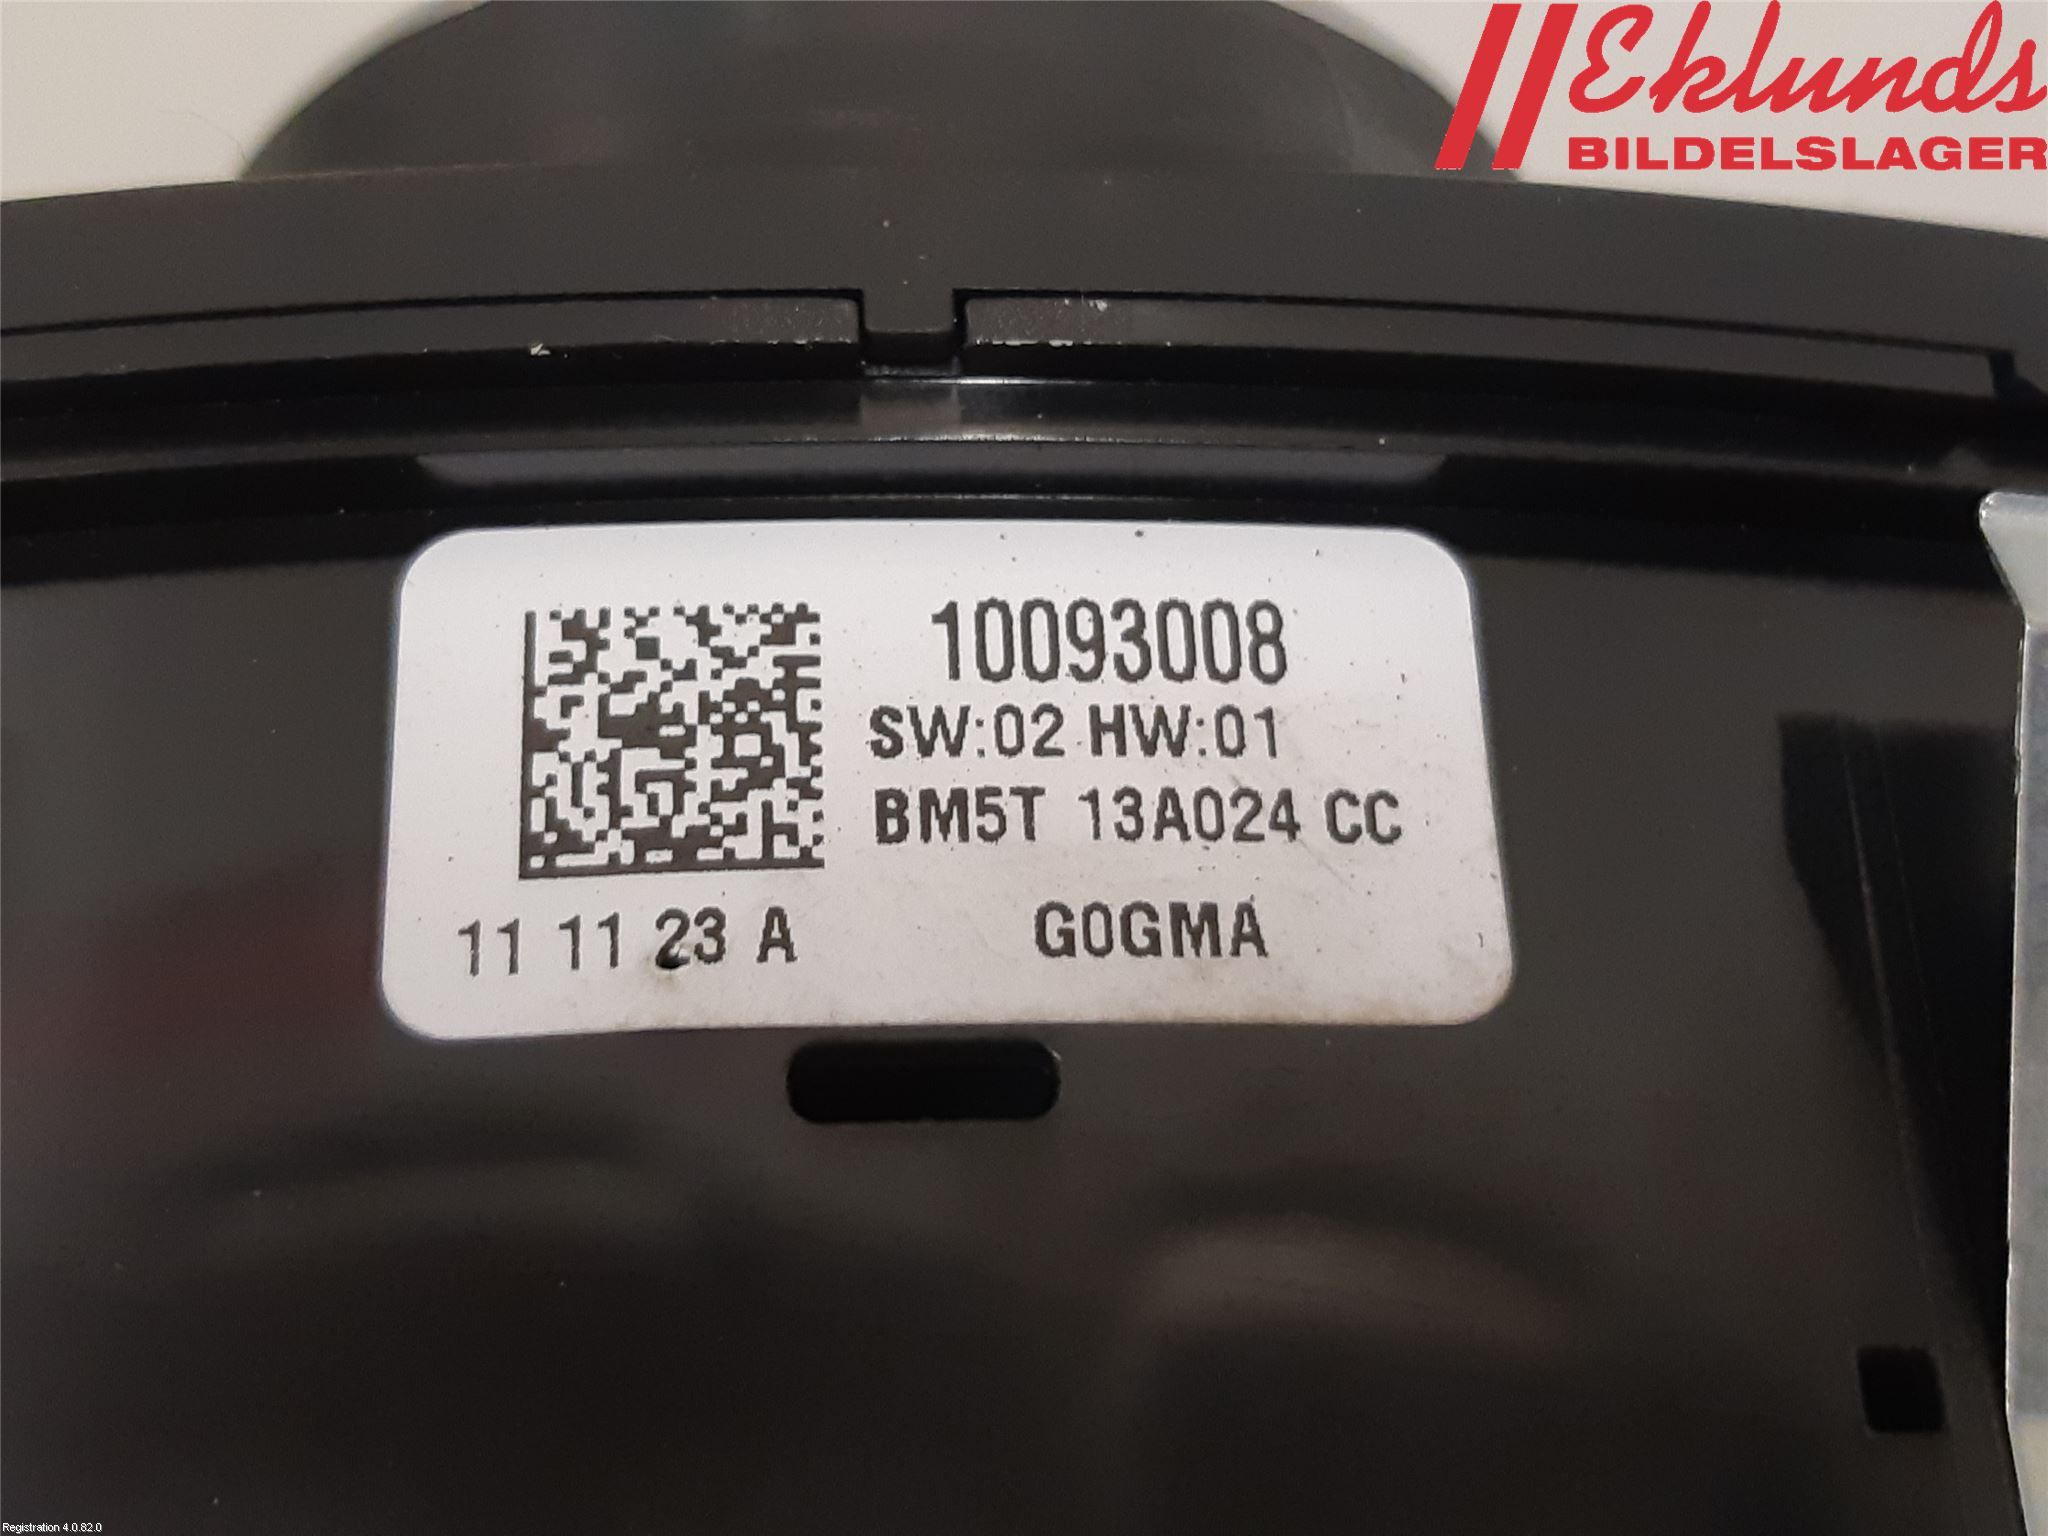 Eklunds
BILDELSLAGER
10093008
SW:02 HW:01
BM5T 13A024 CC
11 11 23 A
G0GMA
Registration 4.0.82.0